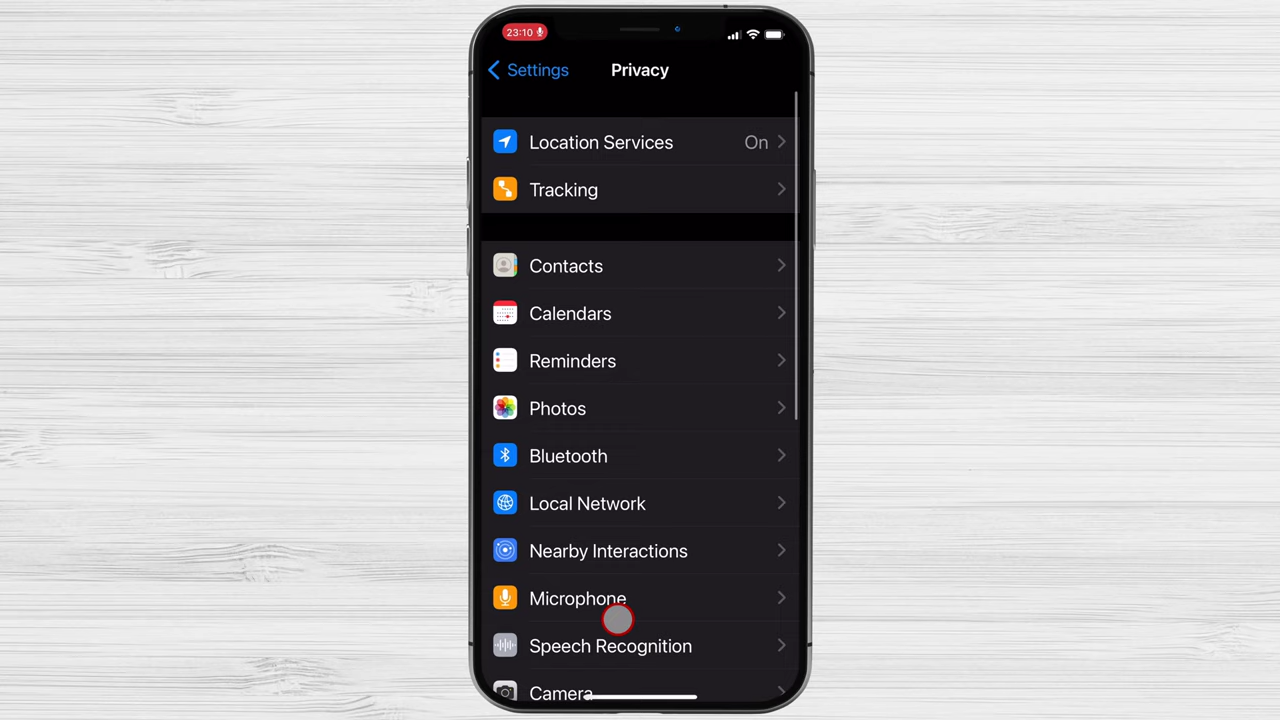 23:10
Settings
Privacy
Location Services On
Tracking
Contacts
Calendars
Reminders
Photos
Bluetooth
Local Network
Nearby Interactions
Microphone
Speech Recognition
Camera